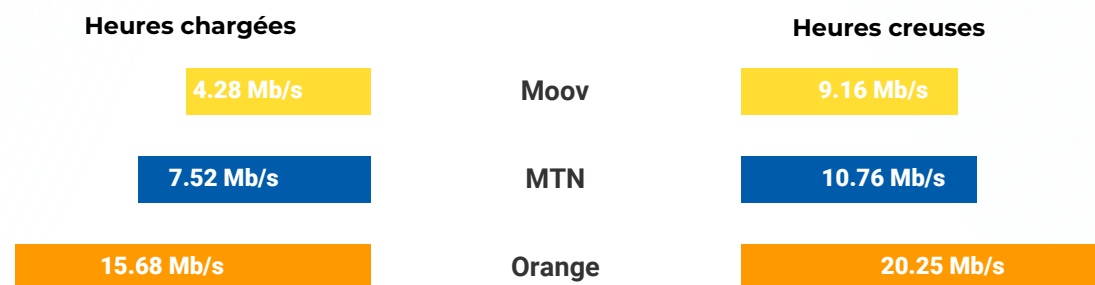 Heures chargées Heures creuses
4.28 Mb/s Moov 9.16 Mb/s
7.52 Mb/s MTN 10.76 Mb/s
15.68 Mb/s Orange 20.25 Mb/s